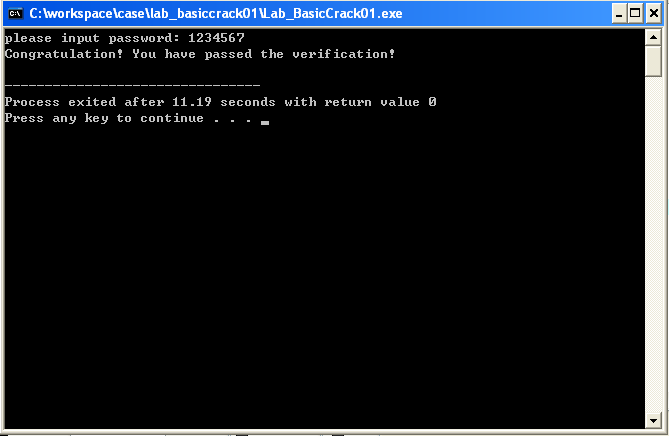 C:\workspace\case\lab_basiccrack01\Lab_BasicCrack01.exe
please input password: 1234567
Congratulation! You have passed the verification!
--------------------------------
Process exited after 11.19 seconds with return value 0
Press any key to continue . . .